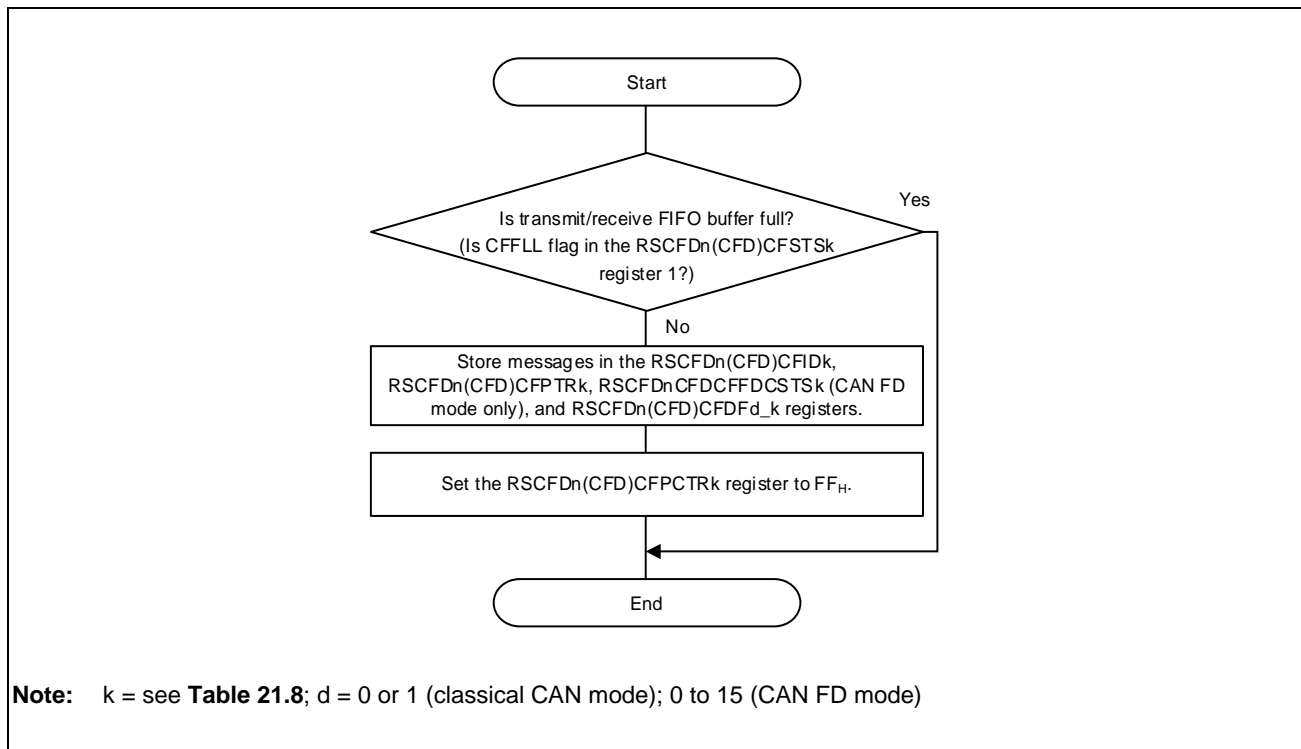 Start
Yes
Is transmit/receive FIFO buffer full?
(Is CFFLL flag in the RSCFDn(CFD)CFSTSk
register 1?)
No
Store messages in the RSCFDn(CFD)CFIDk,
RSCFDn(CFD)CFPTRk, RSCFDnCFDCFFDCSTSk (CAN FD
mode only), and RSCFDn(CFD)CFDFd_k registers.
Set the RSCFDn(CFD)CFPCTRk register to FFH.
End
Note: k = see Table 21.8; d = 0 or 1 (classical CAN mode); 0 to 15 (CAN FD mode)